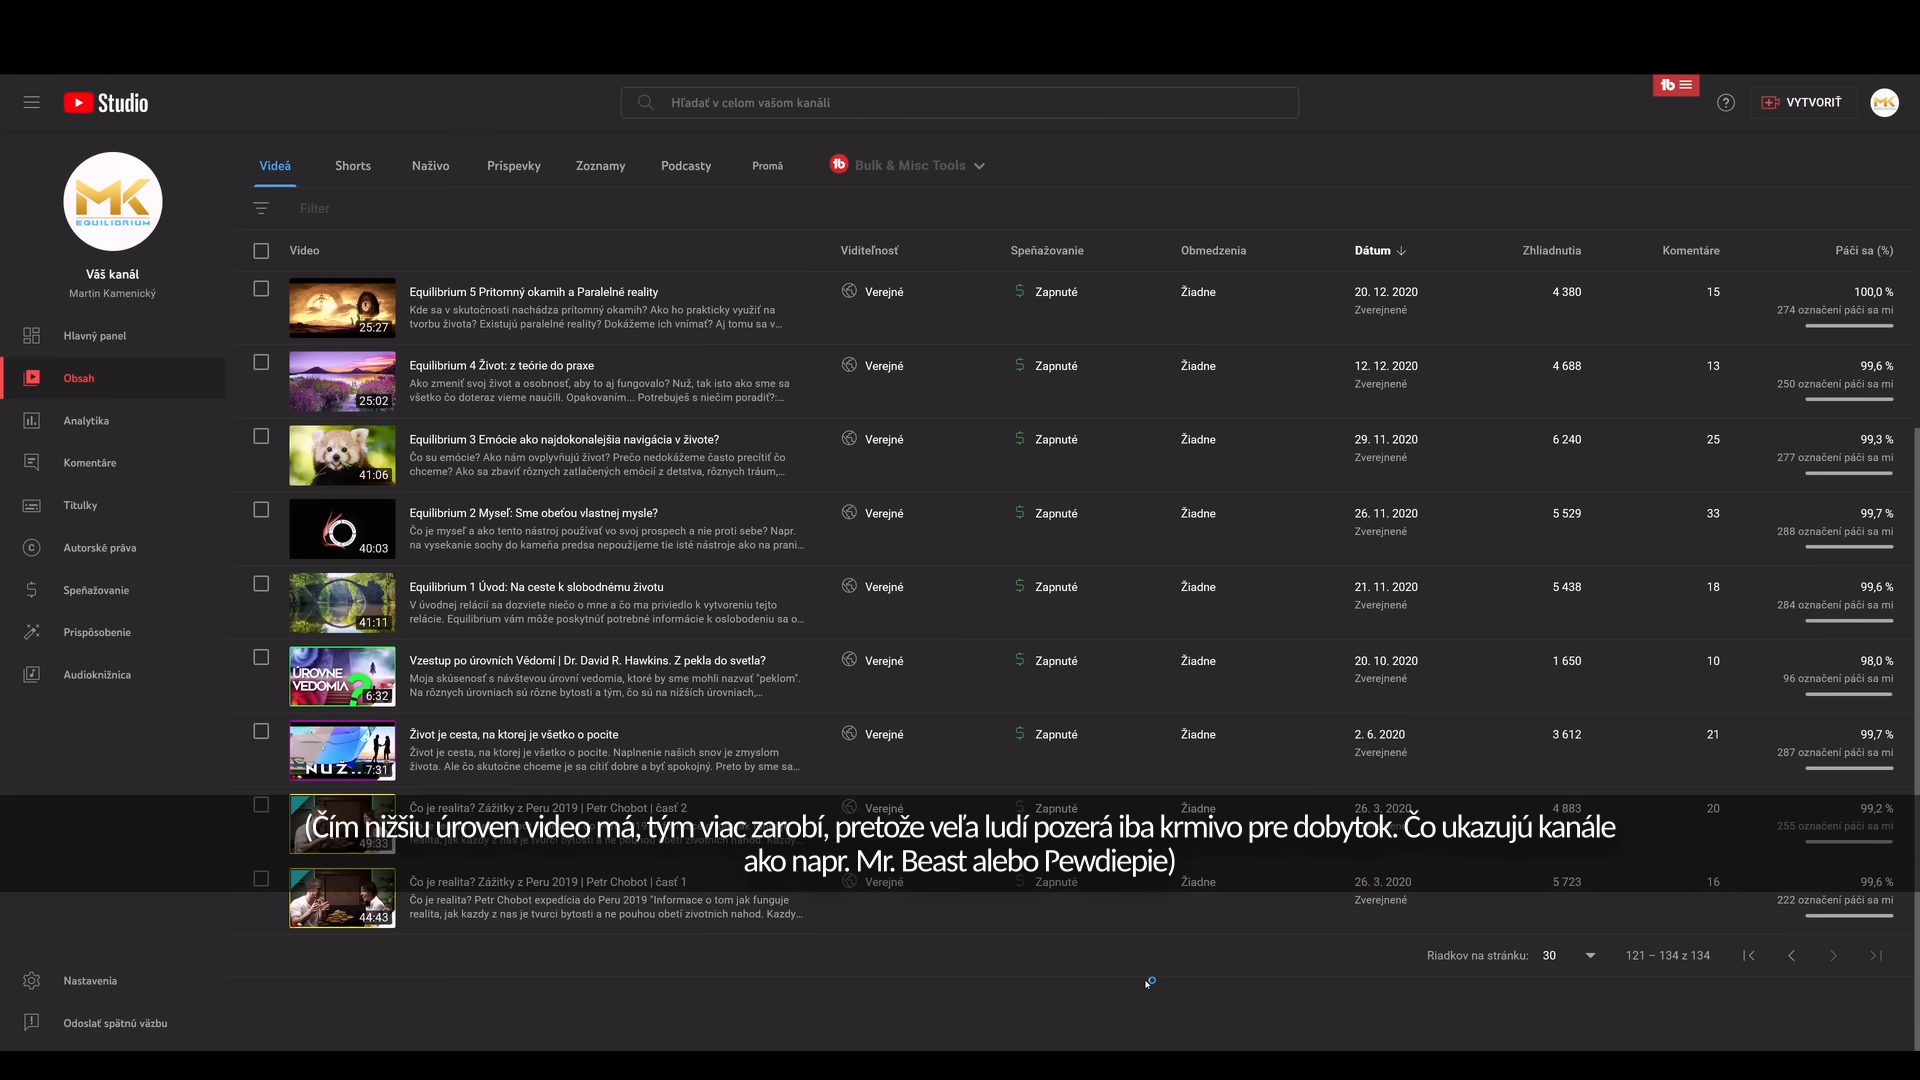 Studio
Hľadať v celom vašom kanáli
VYTVORIŤ
MK
EQUILIBRIUM
Váš kanál
Martin Kamenický
Hlavný panel
Obsah
Analytika
Komentáre
Titulky
Autorské práva
Speňažovanie
Prispôsobenie
Audioknižnica
Nastavenia
Odoslať spätnú väzbu
Videá Shorts Naživo Príspevky Zoznamy Podcasty Promá Bulk & Misc Tools
Filter
Video Viditeľnosť Speňažovanie Obmedzenia Dátum Zhliadnutia Komentáre Páči sa (%)
Equilibrium 5 Pritomný okamih a Paralelné reality Verejné Zapnuté Žiadne 20. 12. 2020 4 380 15 100,0 %
Kde sa v skutočnosti nachádza prítomný okamih? Ako ho prakticky využiť na Zverejnené 274 označení páči sa mi
tvorbu života? Existujú paralelné reality? Dokážeme ich vnímať? Aj tomu sa v…
25:27
Equilibrium 4 Život: z teórie do praxe Verejné Zapnuté Žiadne 12. 12. 2020 4 688 13 99,6 %
Ako zmeniť svoj život a osobnosť, aby to aj fungovalo? Nuž, tak isto ako sme sa Zverejnené 250 označení páči sa mi
všetko čo doteraz vieme naučili. Opakovaním... Potrebuješ s niečim poradiť?:…
25:02
Equilibrium 3 Emócie ako najdokonalejšia navigácia v živote? Verejné Zapnuté Žiadne 29. 11. 2020 6 240 25 99,3 %
Čo su emócie? Ako nám ovplyvňujú život? Prečo nedokážeme často precítiť čo Zverejnené 277 označení páči sa mi
chceme? Ako sa zbaviť rôznych zatlačených emócií z detstva, rôznych tráum,…
41:06
Equilibrium 2 Myseľ: Sme obeťou vlastnej mysle? Verejné Zapnuté Žiadne 26. 11. 2020 5 529 33 99,7 %
Čo je myseľ a ako tento nástroj používať vo svoj prospech a nie proti sebe? Napr. Zverejnené 288 označení páči sa mi
na vysekanie sochy do kameňa predsa nepoužijeme tie isté nástroje ako na prani…
40:03
Equilibrium 1 Úvod: Na ceste k slobodnému životu Verejné Zapnuté Žiadne 21. 11. 2020 5 438 18 99,6 %
V úvodnej relácií sa dozviete niečo o mne a čo ma priviedlo k vytvoreniu tejto Zverejnené 284 označení páči sa mi
relácie. Equilibrium vám môže poskytnúť potrebné informácie k oslobodeniu sa o…
41:11
Vzestup po úrovních Vědomí | Dr. David R. Hawkins. Z pekla do svetla? Verejné Zapnuté Žiadne 20. 10. 2020 1 650 10 98,0 %
Moja skúsenosť s návštevou úrovní vedomia, ktoré by sme mohli nazvať "peklom". Zverejnené 96 označení páči sa mi
Na rôznych úrovniach sú rôzne bytosti a tým, čo sú na nižších úrovniach,…
ÚROVNE
VEDOMIA
6:32
Život je cesta, na ktorej je všetko o pocite Verejné Zapnuté Žiadne 2. 6. 2020 3 612 21 99,7 %
Život je cesta, na ktorej je všetko o pocite. Naplnenie našich snov je zmyslom Zverejnené 287 označení páči sa mi
života. Ale čo skutočne chceme je sa cítiť dobre a byť spokojný. Preto by sme sa…
NUŽ..
7:31
Čo je realita? Zážitky z Peru 2019 | Petr Chobot | časť 2 Verejné Zapnuté Žiadne 26. 3. 2020 4 883 20 99,2 %
Zverejnené 255 označení páči sa mi
realita, jak kazdy z nas je tvurci bytosti a ne pouhou obetí zivotnich nahod. Kazdy…
49:33
(Čím nižšiu úroven video má, tým viac zarobí, pretože veľa ludí pozerá iba krmivo pre dobytok. Čo ukazujú kanále
ako napr. Mr. Beast alebo Pewdiepie)
Čo je realita? Zážitky z Peru 2019 | Petr Chobot | časť 1 Verejné Zapnuté Žiadne 26. 3. 2020 5 723 16 99,6 %
Čo je realita? Petr Chobot expedícia do Peru 2019 "Informace o tom jak funguje Zverejnené 222 označení páči sa mi
realita, jak kazdy z nas je tvurci bytosti a ne pouhou obetí zivotnich nahod. Kazdy…
44:43
Riadkov na stránku: 30 121 – 134 z 134